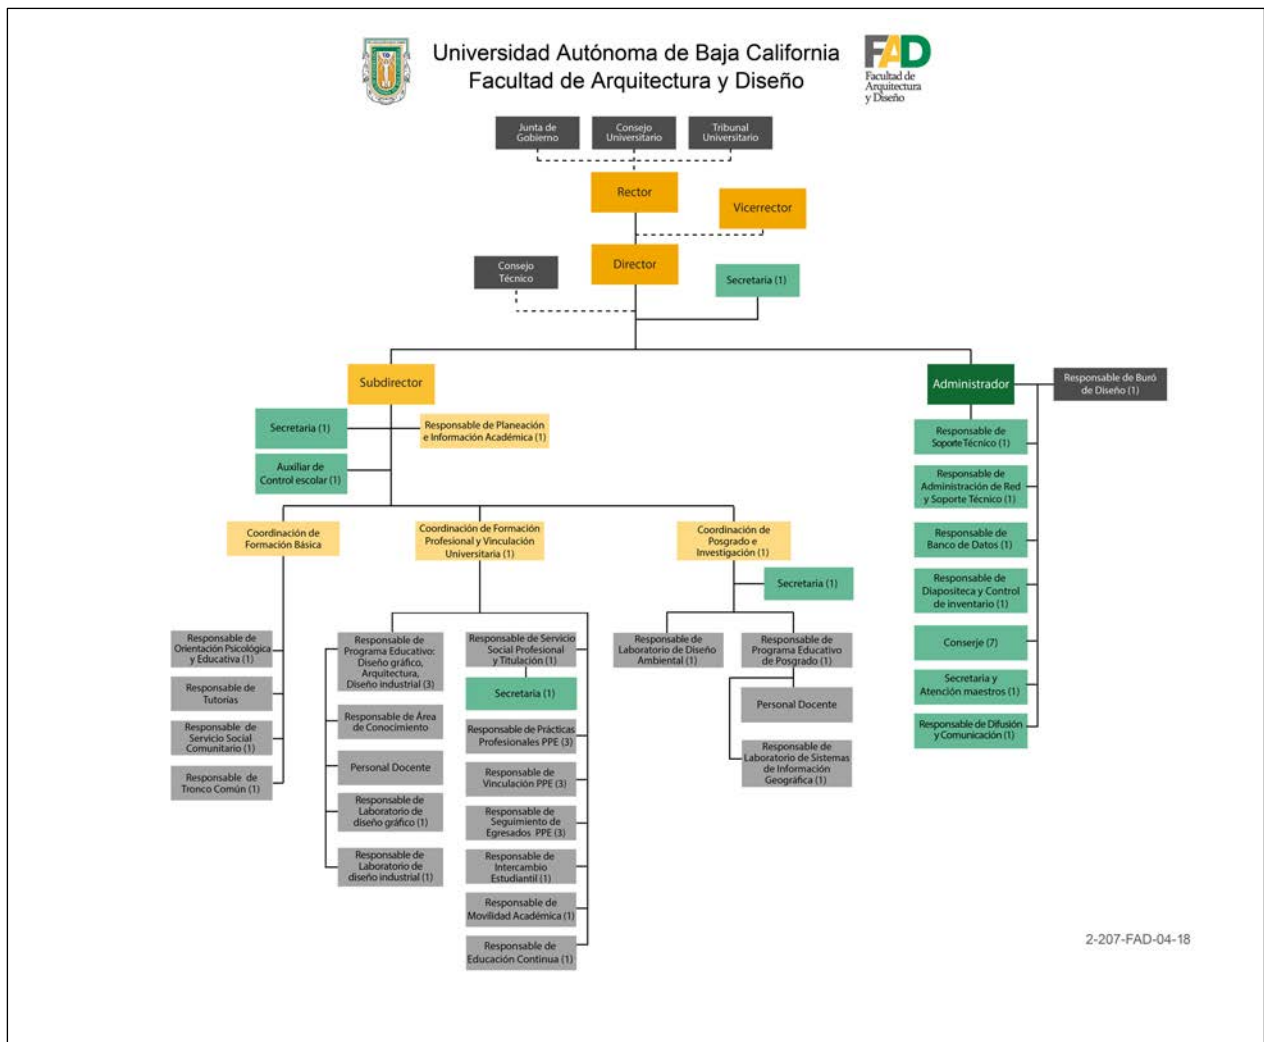 Universidad Autónoma de Baja California
Facultad de Arquitectura y Diseño
FAD
Facultad de
Arquitectura
y Diseño
Junta de
Gobierno
Consejo
Universitario
Tribunal
Universitario
Rector
Vicerrector
Director
Consejo
Técnico
Secretaria (1)
Subdirector
Administrador
Responsable de Buró
de Diseño (1)
Secretaria (1)
Responsable de Planeación
e Información Académica (1)
Auxiliar de
Control escolar (1)
Responsable de
Soporte Técnico (1)
Responsable de
Administración de Red
y Soporte Técnico (1)
Responsable de
Banco de Datos (1)
Responsable de
Diapositeca y Control
de inventario (1)
Conserje (7)
Secretaria y
Atención maestros (1)
Responsable de Difusión
y Comunicación (1)
Coordinación de
Formación Básica
Coordinación de Formación
Profesional y Vinculación
Universitaria (1)
Coordinación de
Posgrado e
Investigación (1)
Secretaria (1)
Responsable de
Orientación Psicológica
y Educativa (1)
Responsable de
Tutorias
Responsable de
Servicio Social
Comunitario (1)
Responsable de
Tronco Común (1)
Responsable de
Programa Educativo:
Diseño gráfico,
Arquitectura,
Diseño industrial (3)
Responsable de Área
de Conocimiento
Personal Docente
Responsable de
Laboratorio de
diseño gráfico (1)
Responsable de
Laboratorio de
diseño industrial (1)
Responsable de Servicio
Social Profesional
y Titulación (1)
Secretaria (1)
Responsable de Prácticas
Profesionales PPE (3)
Responsable de
Vinculación PPE (3)
Responsable de
Seguimiento de
Egresados PPE (3)
Responsable de
Intercambio
Estudiantil (1)
Responsable de
Movilidad Académica (1)
Responsable de
Educación Continua (1)
Responsable de
Laboratorio de Diseño
Ambiental (1)
Responsable de
Programa Educativo
de Posgrado (1)
Personal Docente
Responsable de
Laboratorio de Sistemas
de Información
Geográfica (1)
2-207-FAD-04-18